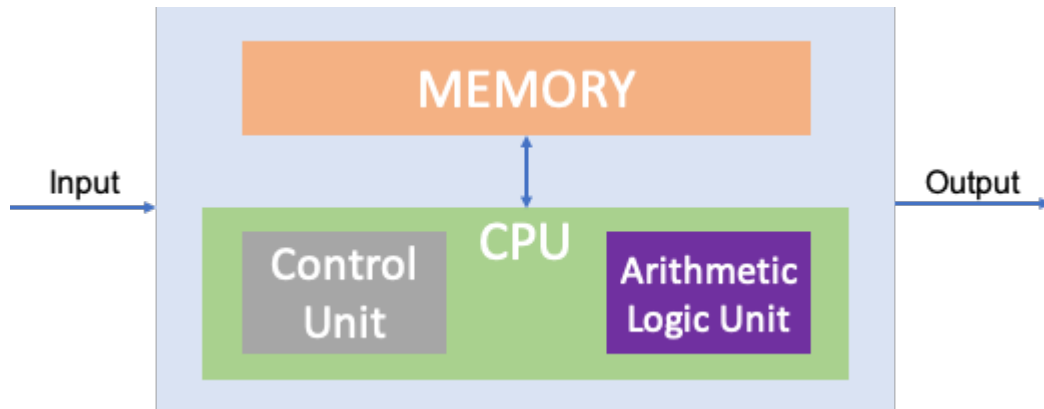 MEMORY
Input
Output
CPU
Control
Unit
Arithmetic
Logic Unit